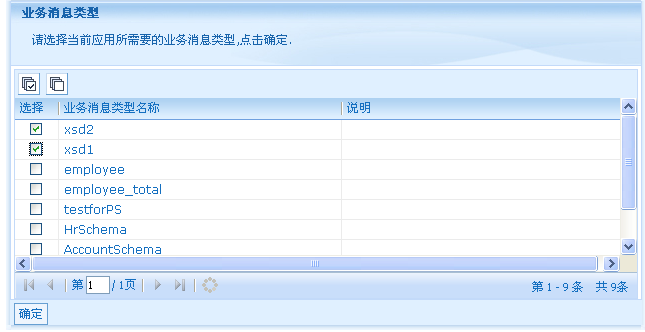 业务消息类型
请选择当前应用所需要的业务消息类型,点击确定.
选择 业务消息类型名称 说明
xsd2
xsd1
employee
employee_total
testforPS
HrSchema
AccountSchema
第 1 / 1页 第 1 - 9 条 共 9条
确定